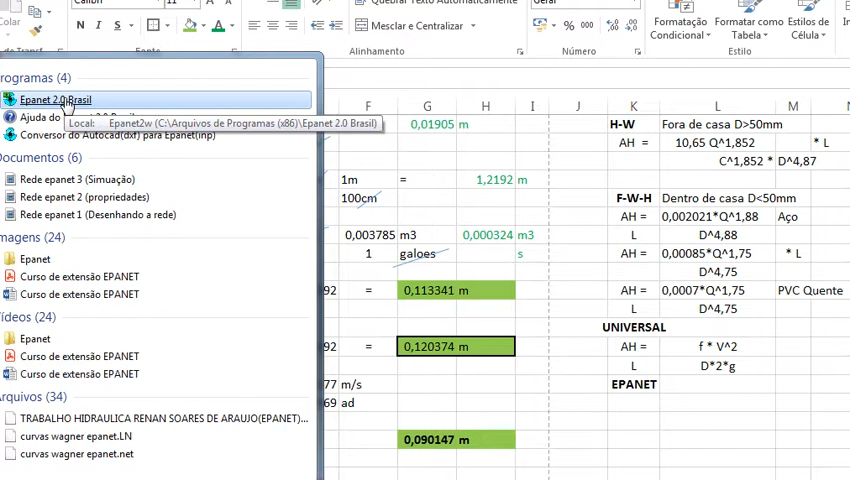 Calibri
11
Quebrar Texto Automaticamente
Geral
Colar
N I S
A
Mesclar e Centralizar
% 000
Formatação Condicional
Formatar como Tabela
Estilos de Célula
Fonte
Alinhamento
Número
Estilo
rogramas (4)
Epanet 2.0 Brasil
Ajuda do
Local: Epanet2w (C:\Arquivos de Programas (x86)\Epanet 2.0 Brasil)
Conversor do Autocad(dxf) para Epanet(inp)
Documentos (6)
Rede epanet 3 (Simuação)
Rede epanet 2 (propriedades)
Rede epanet 1 (Desenhando a rede)
magens (24)
Epanet
Curso de extensão EPANET
Curso de extensão EPANET
ídeos (24)
Epanet
Curso de extensão EPANET
Curso de extensão EPANET
Arquivos (34)
TRABALHO HIDRAULICA RENAN SOARES DE ARAUJO(EPANET)...
curvas wagner epanet.LN
curvas wagner epanet.net
F G H I J K L M N
0,01905 m H-W Fora de casa D>50mm
AH = 10,65 Q^1,852 * L
C^1,852 * D^4,87
1m = 1,2192 m
100cm F-W-H Dentro de casa D<50mm
AH = 0,002021*Q^1,88 Aço
0,003785 m3 0,000324 m3 L D^4,88
1 galoes s AH = 0,00085*Q^1,75 * L
D^4,75
92 = 0,113341 m AH = 0,0007*Q^1,75 PVC Quente
L D^4,75
UNIVERSAL
92 = 0,120374 m AH = f * V^2
L D*2*g
77 m/s EPANET
69 ad
0,090147 m